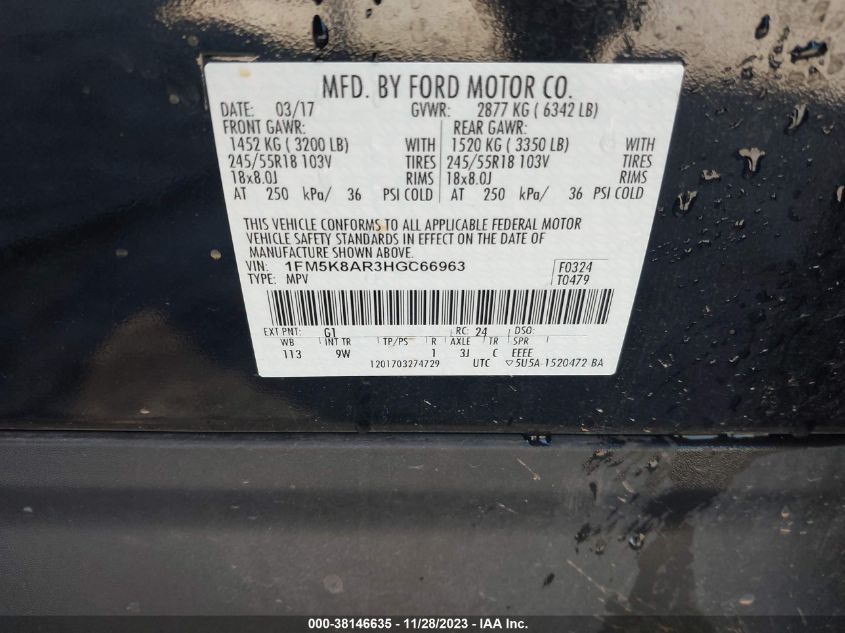 MFD. BY FORD MOTOR CO.
DATE: 03/17 GVWR: 2877 KG ( 6342 LB)
FRONT GAWR: REAR GAWR:
1452 KG ( 3200 LB) WITH 1520 KG ( 3350 LB) WITH
245/55R18 103V TIRES 245/55R18 103V TIRES
18x8.0J RIMS 18x8.0J RIMS
AT 250 kPa/ 36 PSI COLD AT 250 kPa/ 36 PSI COLD
THIS VEHICLE CONFORMS TO ALL APPLICABLE FEDERAL MOTOR
VEHICLE SAFETY STANDARDS IN EFFECT ON THE DATE OF
MANUFACTURE SHOWN ABOVE.
VIN: 1FM5K8AR3HGC66963 F0324
TYPE: MPV T0479
EXT PNT: G1 RC: 24 DSO:
WB INT TR TP/PS R AXLE TR SPR
113 9W 1 3J C EEEE
1201703274729 UTC ▽5U5A-1520472 BA
000-38146635 - 11/28/2023 - IAA Inc.